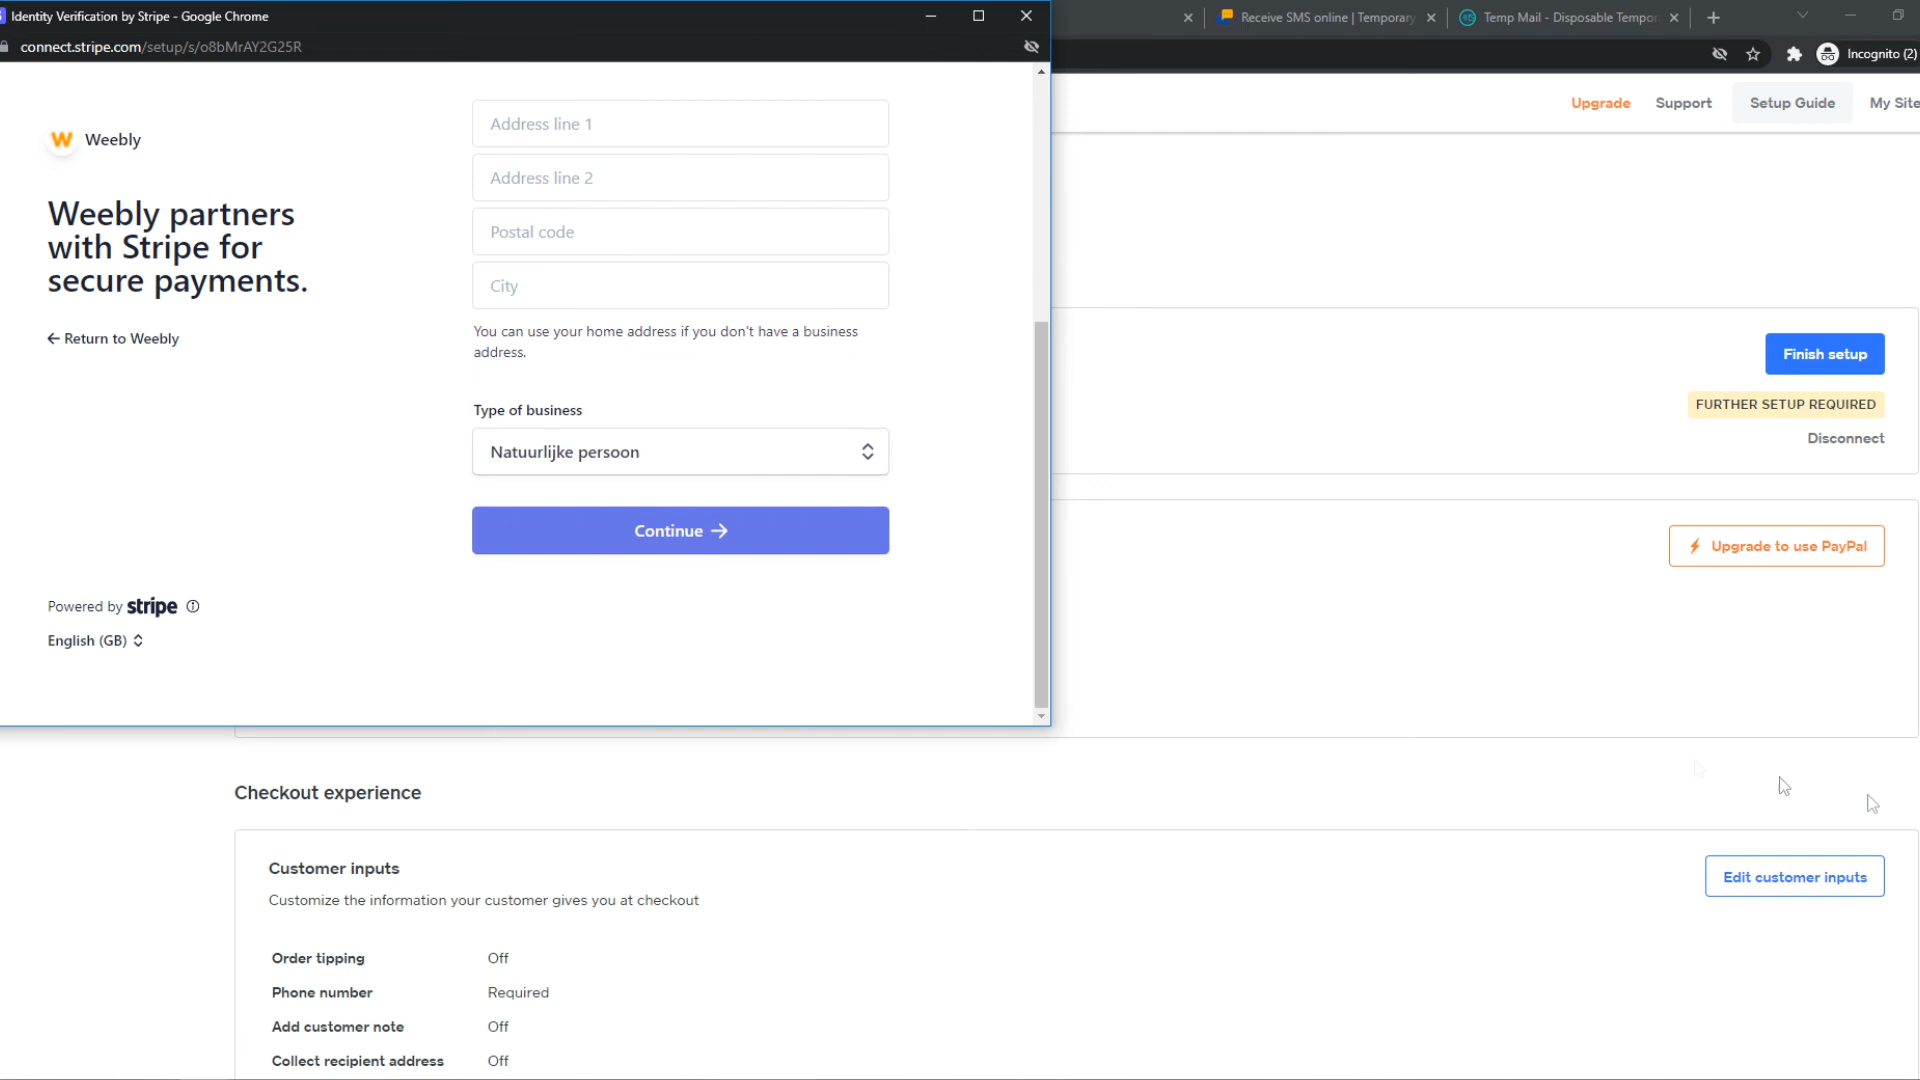 Identity Verification by Stripe - Google Chrome
connect.stripe.com/setup/s/o8bMrAY2G25R
Receive SMS online | Temporary
Temp Mail - Disposable Tempor
Incognito (2)
Weebly
Weebly partners
with Stripe for
secure payments.
← Return to Weebly
Powered by stripe
English (GB)
Address line 1
Address line 2
Postal code
City
You can use your home address if you don't have a business
address.
Type of business
Natuurlijke persoon
Continue →
Upgrade
Support
Setup Guide
My Site
Finish setup
FURTHER SETUP REQUIRED
Disconnect
Upgrade to use PayPal
Checkout experience
Customer inputs
Customize the information your customer gives you at checkout
Edit customer inputs
Order tipping Off
Phone number Required
Add customer note Off
Collect recipient address Off